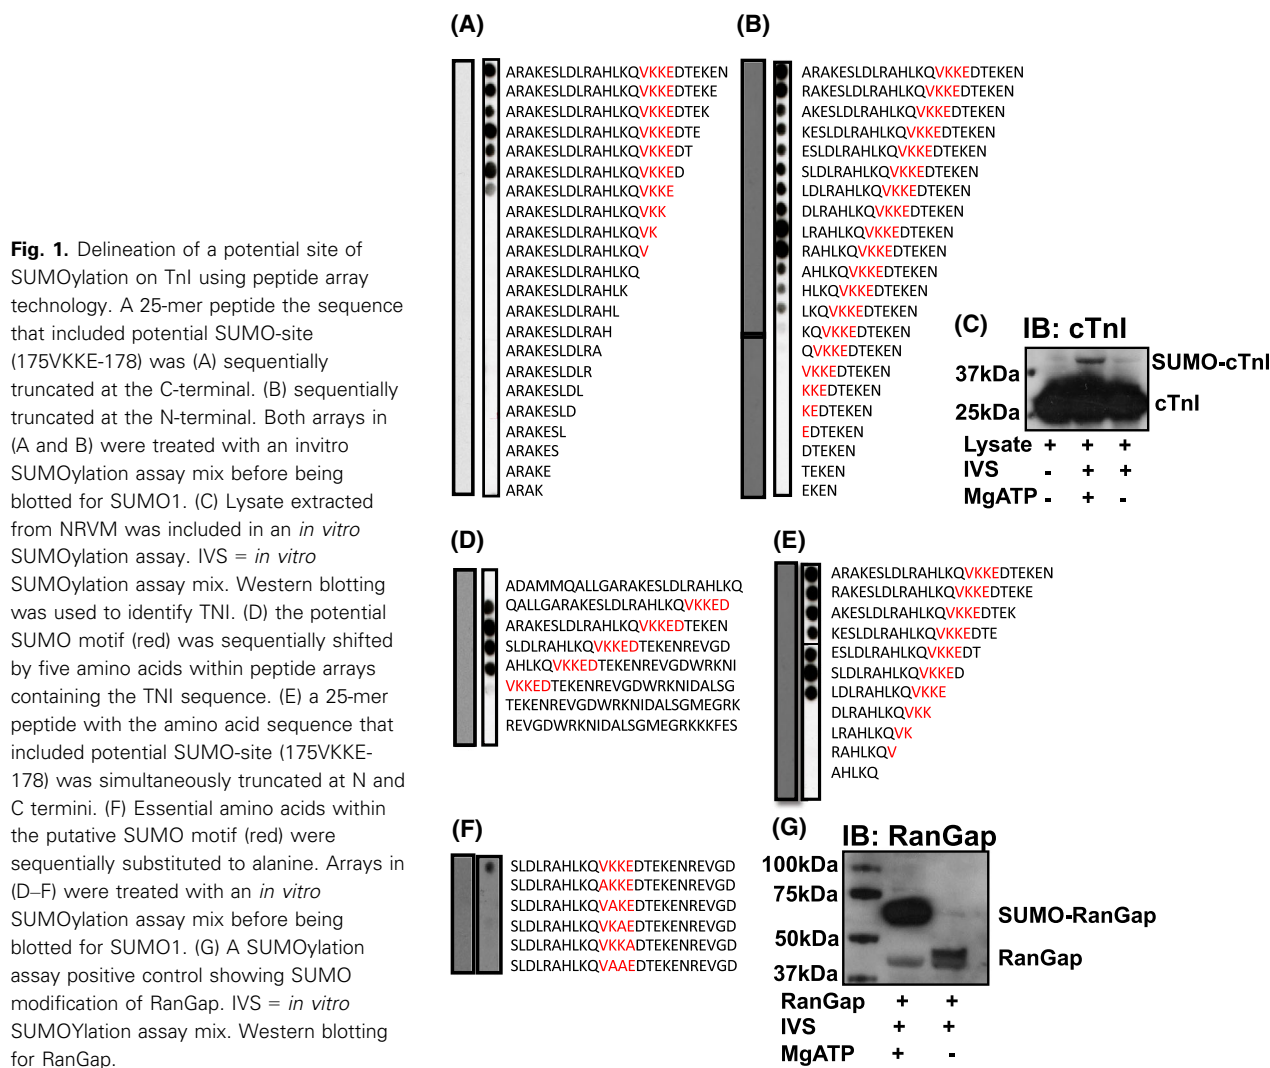 Fig. 1. Delineation of a potential site of
SUMOylation on TnI using peptide array
technology. A 25-mer peptide the sequence
that included potential SUMO-site
(175VKKE-178) was (A) sequentially
truncated at the C-terminal. (B) sequentially
truncated at the N-terminal. Both arrays in
(A and B) were treated with an invitro
SUMOylation assay mix before being
blotted for SUMO1. (C) Lysate extracted
from NRVM was included in an in vitro
SUMOylation assay. IVS = in vitro
SUMOylation assay mix. Western blotting
was used to identify TNI. (D) the potential
SUMO motif (red) was sequentially shifted
by five amino acids within peptide arrays
containing the TNI sequence. (E) a 25-mer
peptide with the amino acid sequence that
included potential SUMO-site (175VKKE-
178) was simultaneously truncated at N and
C termini. (F) Essential amino acids within
the putative SUMO motif (red) were
sequentially substituted to alanine. Arrays in
(D–F) were treated with an in vitro
SUMOylation assay mix before being
blotted for SUMO1. (G) A SUMOylation
assay positive control showing SUMO
modification of RanGap. IVS = in vitro
SUMOYlation assay mix. Western blotting
for RanGap.
(A)
ARAKESLDLRAHLKQVKKEDTEKEN
ARAKESLDLRAHLKQVKKEDTEKE
ARAKESLDLRAHLKQVKKEDTEK
ARAKESLDLRAHLKQVKKEDTE
ARAKESLDLRAHLKQVKKEDT
ARAKESLDLRAHLKQVKKED
ARAKESLDLRAHLKQVKKE
ARAKESLDLRAHLKQVKK
ARAKESLDLRAHLKQVK
ARAKESLDLRAHLKQV
ARAKESLDLRAHLKQ
ARAKESLDLRAHLK
ARAKESLDLRAHL
ARAKESLDLRAH
ARAKESLDLRA
ARAKESLDLR
ARAKESLDL
ARAKESLD
ARAKESL
ARAKES
ARAKE
ARAK
(B)
ARAKESLDLRAHLKQVKKEDTEKEN
RAKESLDLRAHLKQVKKEDTEKEN
AKESLDLRAHLKQVKKEDTEKEN
KESLDLRAHLKQVKKEDTEKEN
ESLDLRAHLKQVKKEDTEKEN
SLDLRAHLKQVKKEDTEKEN
LDLRAHLKQVKKEDTEKEN
DLRAHLKQVKKEDTEKEN
LRAHLKQVKKEDTEKEN
RAHLKQVKKEDTEKEN
AHLKQVKKEDTEKEN
HLKQVKKEDTEKEN
LKQVKKEDTEKEN
KQVKKEDTEKEN
QVKKEDTEKEN
VKKEDTEKEN
KKEDTEKEN
KEDTEKEN
EDTEKEN
DTEKEN
TEKEN
EKEN
(C)
IB: cTnI
37kDa
25kDa
SUMO-cTnI
cTnI
Lysate + + +
IVS - + +
MgATP - + -
(D)
ADAMMQALLGARAKESLDLRAHLKQ
QALLGARAKESLDLRAHLKQVKKED
ARAKESLDLRAHLKQVKKEDTEKEN
SLDLRAHLKQVKKEDTEKENREVGD
AHLKQVKKEDTEKENREVGDWRKNI
VKKEDTEKENREVGDWRKNIDALSG
TEKENREVGDWRKNIDALSGMEGRK
REVGDWRKNIDALSGMEGRKKKFES
(E)
ARAKESLDLRAHLKQVKKEDTEKEN
RAKESLDLRAHLKQVKKEDTEKE
AKESLDLRAHLKQVKKEDTEK
KESLDLRAHLKQVKKEDTE
ESLDLRAHLKQVKKEDT
SLDLRAHLKQVKKED
LDLRAHLKQVKKE
DLRAHLKQVKK
LRAHLKQVK
RAHLKQV
AHLKQ
(F)
SLDLRAHLKQVKKEDTEKENREVGD
SLDLRAHLKQAKKEDTEKENREVGD
SLDLRAHLKQVAKEDTEKENREVGD
SLDLRAHLKQVKAEDTEKENREVGD
SLDLRAHLKQVKKADTEKENREVGD
SLDLRAHLKQVAAEDTEKENREVGD
(G)
IB: RanGap
100kDa
75kDa
50kDa
37kDa
SUMO-RanGap
RanGap
RanGap + +
IVS + +
MgATP + -